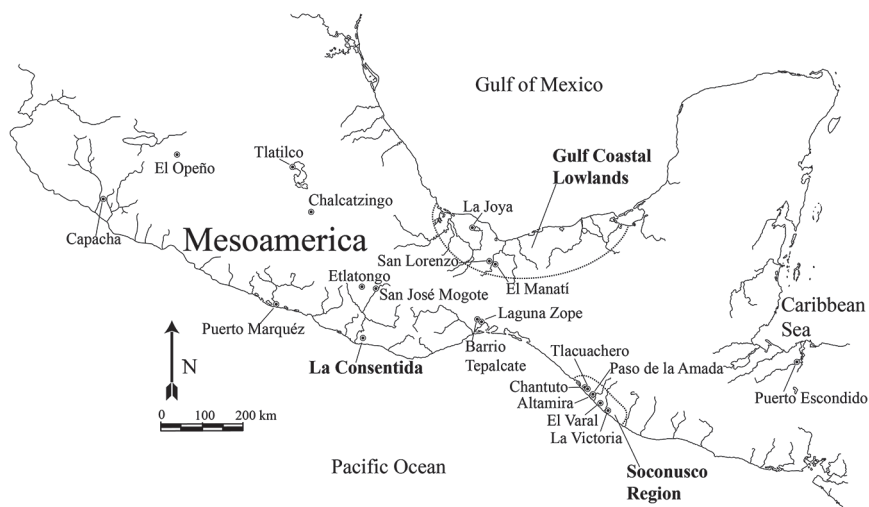 Gulf of Mexico
Tlatilco
El Opeño
Gulf Coastal
Lowlands
Chalcatzingo
La Joya
Capacha
Mesoamerica
San Lorenzo
Etlatongo
El Manatí
San José Mogote
Caribbean
Sea
Puerto Marquéz
Laguna Zope
N
Barrio
Tepalcate
La Consentida
Tlacuachero
Paso de la Amada
Chantuto
Puerto Escondido
Altamira
0 100 200 km
El Varal
La Victoria
Pacific Ocean
Soconusco
Region